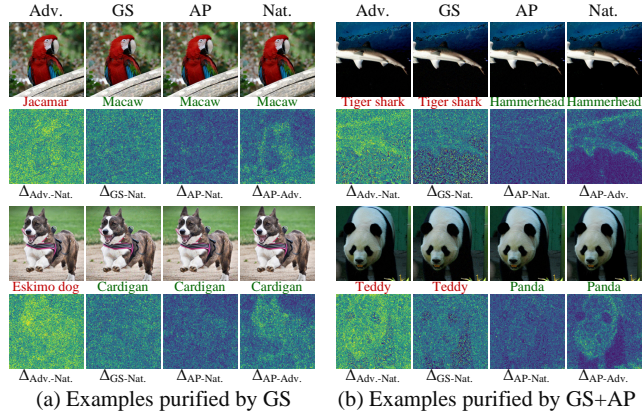 Adv. GS AP Nat. Adv. GS AP Nat.
Jacamar Macaw Macaw Macaw Tiger shark Tiger shark Hammerhead Hammerhead
ΔAdv.-Nat. ΔGS-Nat. ΔAP-Nat. ΔAP-Adv. ΔAdv.-Nat. ΔGS-Nat. ΔAP-Nat. ΔAP-Adv.
Eskimo dog Cardigan Cardigan Cardigan Teddy Teddy Panda Panda
ΔAdv.-Nat. ΔGS-Nat. ΔAP-Nat. ΔAP-Adv. ΔAdv.-Nat. ΔGS-Nat. ΔAP-Nat. ΔAP-Adv.
(a) Examples purified by GS (b) Examples purified by GS+AP